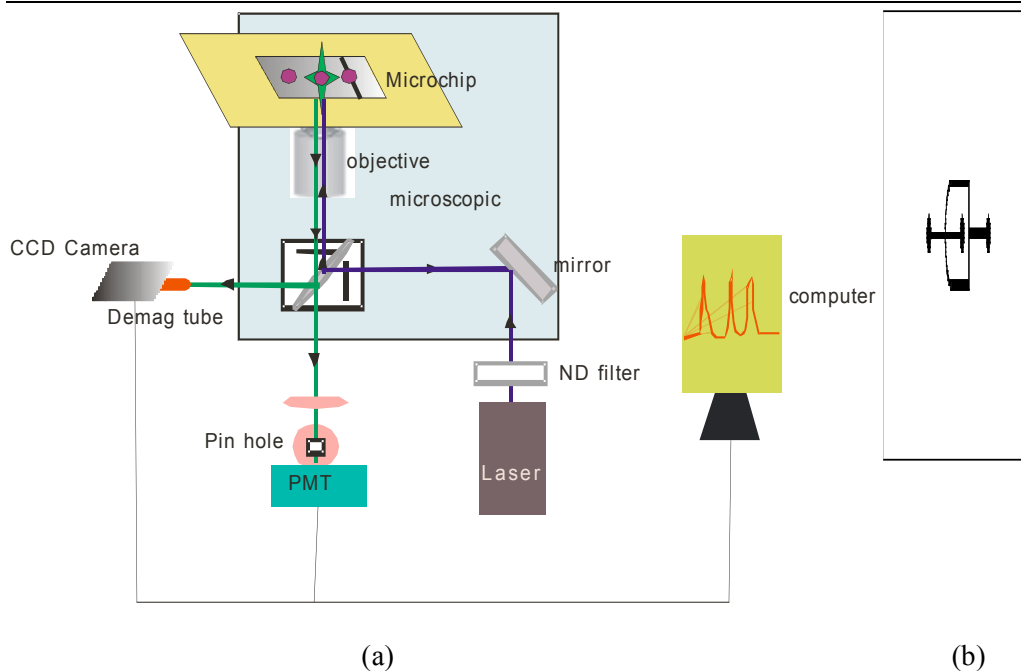 Microchip
objective
microscopic
CCD Camera
mirror
computer
Demag tube
ND filter
Pin hole
Laser
PMT
(a)
(b)